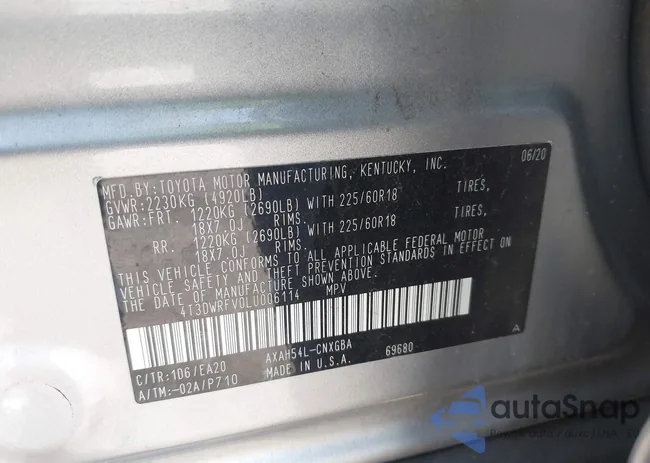 MFD.BY:TOYOTA MOTOR MANUFACTURING, KENTUCKY, INC. 06/20
GVWR:2230KG (4920LB)
GAWR:FRT. 1220KG (2690LB) WITH 225/60R18 TIRES,
18X7.0J RIMS.
RR. 1220KG (2690LB) WITH 225/60R18 TIRES,
18X7.0J RIMS.
THIS VEHICLE CONFORMS TO ALL APPLICABLE FEDERAL MOTOR
VEHICLE SAFETY AND THEFT PREVENTION STANDARDS IN EFFECT ON
THE DATE OF MANUFACTURE SHOWN ABOVE.
4T3DWRFV0LU006114 MPV
C/TR:1D6/EA20 AXAH54L-CNXGBA A
A/TM:-02A/P710 MADE IN U.S.A. 69680
autoSnap